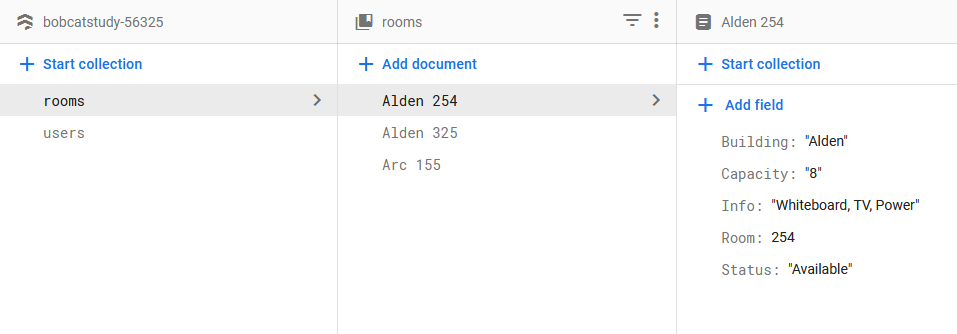 bobcatstudy-56325
Start collection
rooms
users
rooms
Add document
Alden 254
Alden 325
Arc 155
Alden 254
Start collection
Add field
Building: "Alden"
Capacity: "8"
Info: "Whiteboard, TV, Power"
Room: 254
Status: "Available"